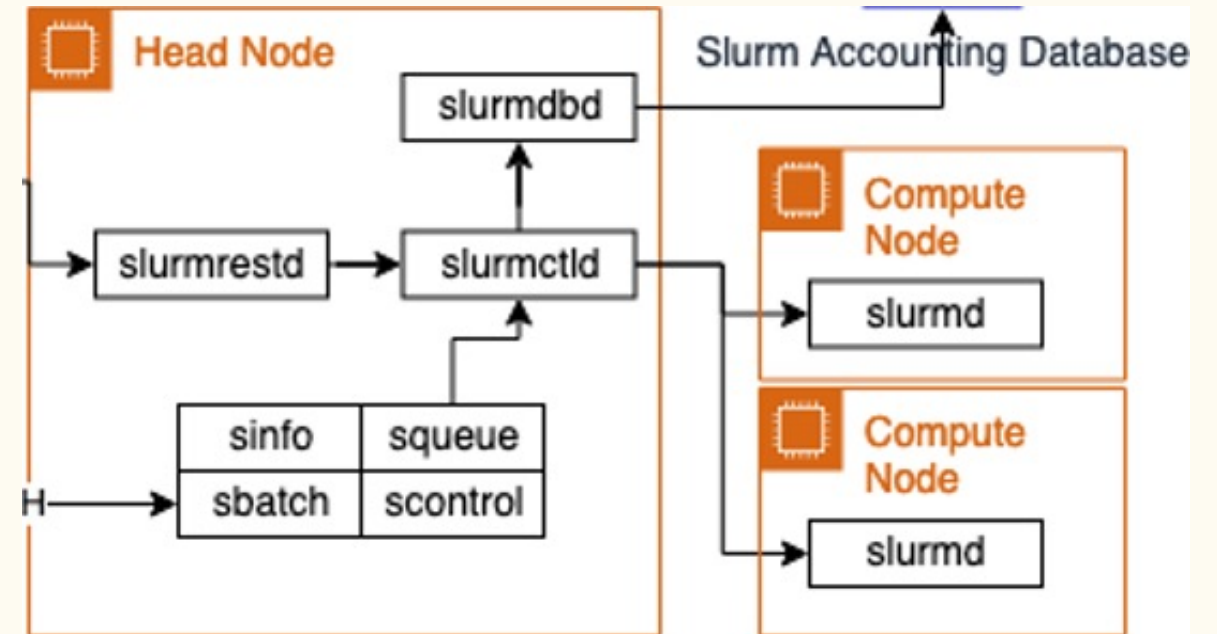 Head Node
Slurm Accounting Database
slurmdbd
Compute
Node
slurmrestd
slurmctld
slurmd
sinfo
squeue
Compute
Node
H
sbatch
scontrol
slurmd